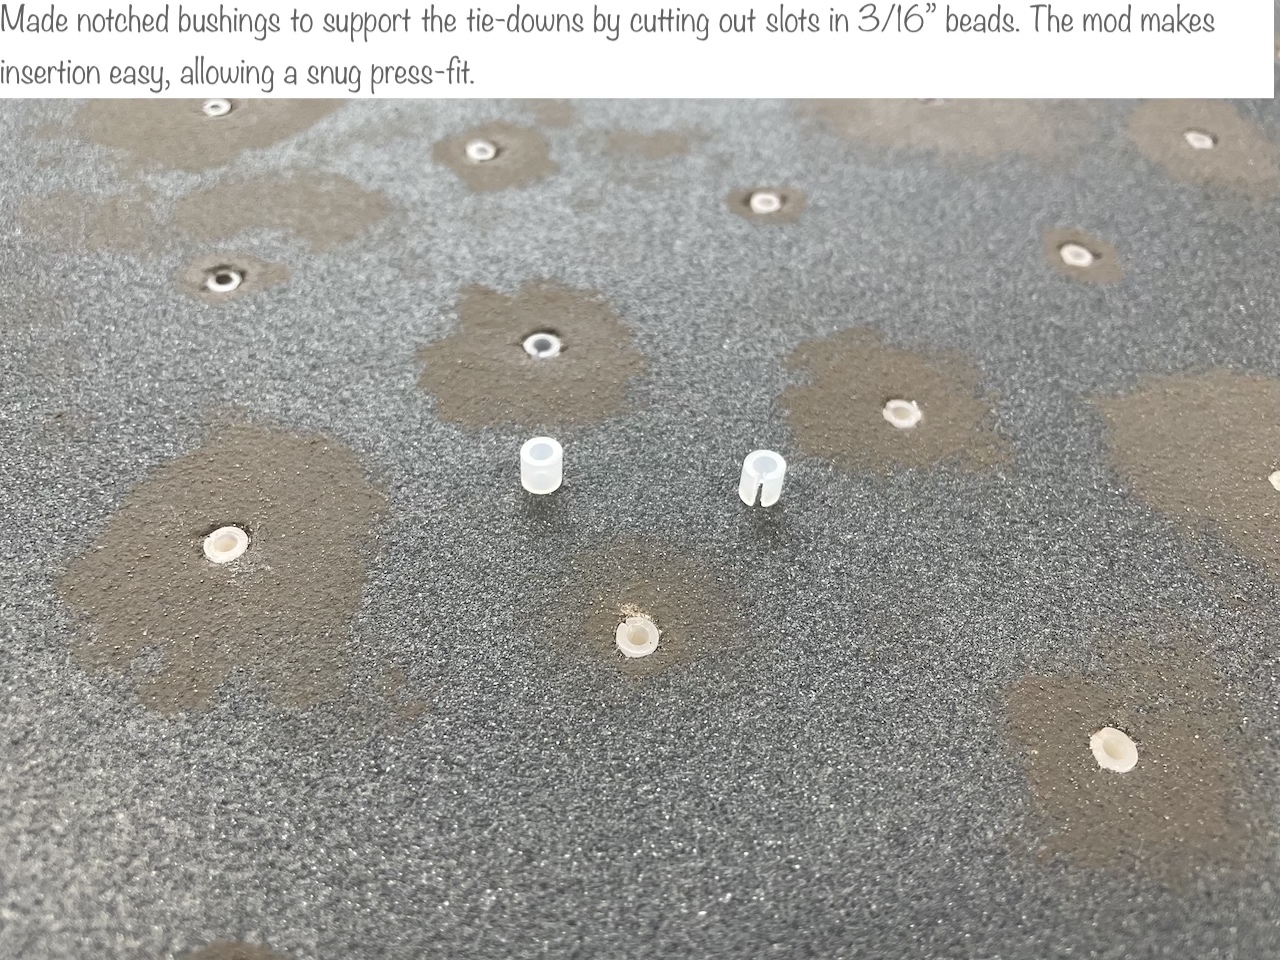 Made notched bushings to support the tie-downs by cutting out slots in 3/16” beads. The mod makes
insertion easy, allowing a snug press-fit.